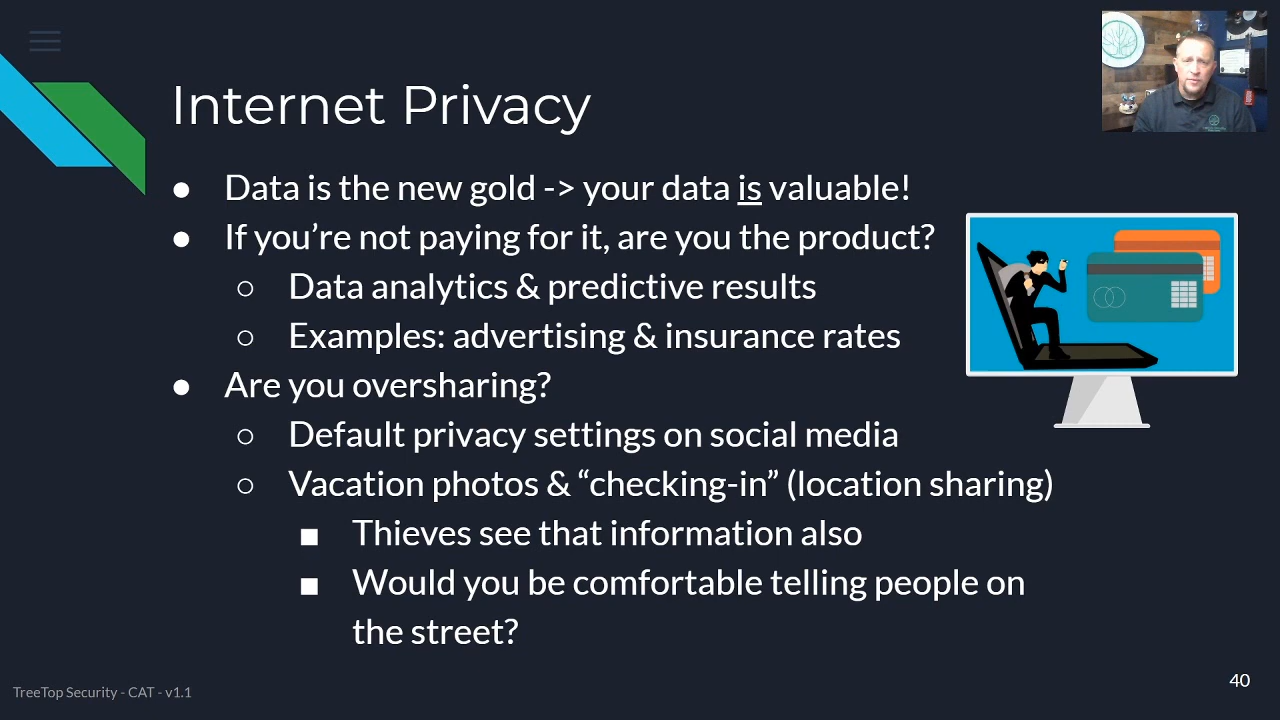 Internet Privacy
● Data is the new gold -> your data is valuable!
● If you’re not paying for it, are you the product?
○ Data analytics & predictive results
○ Examples: advertising & insurance rates
● Are you oversharing?
○ Default privacy settings on social media
○ Vacation photos & “checking-in” (location sharing)
■ Thieves see that information also
■ Would you be comfortable telling people on
the street?
TreeTop Security - CAT - v1.1
40